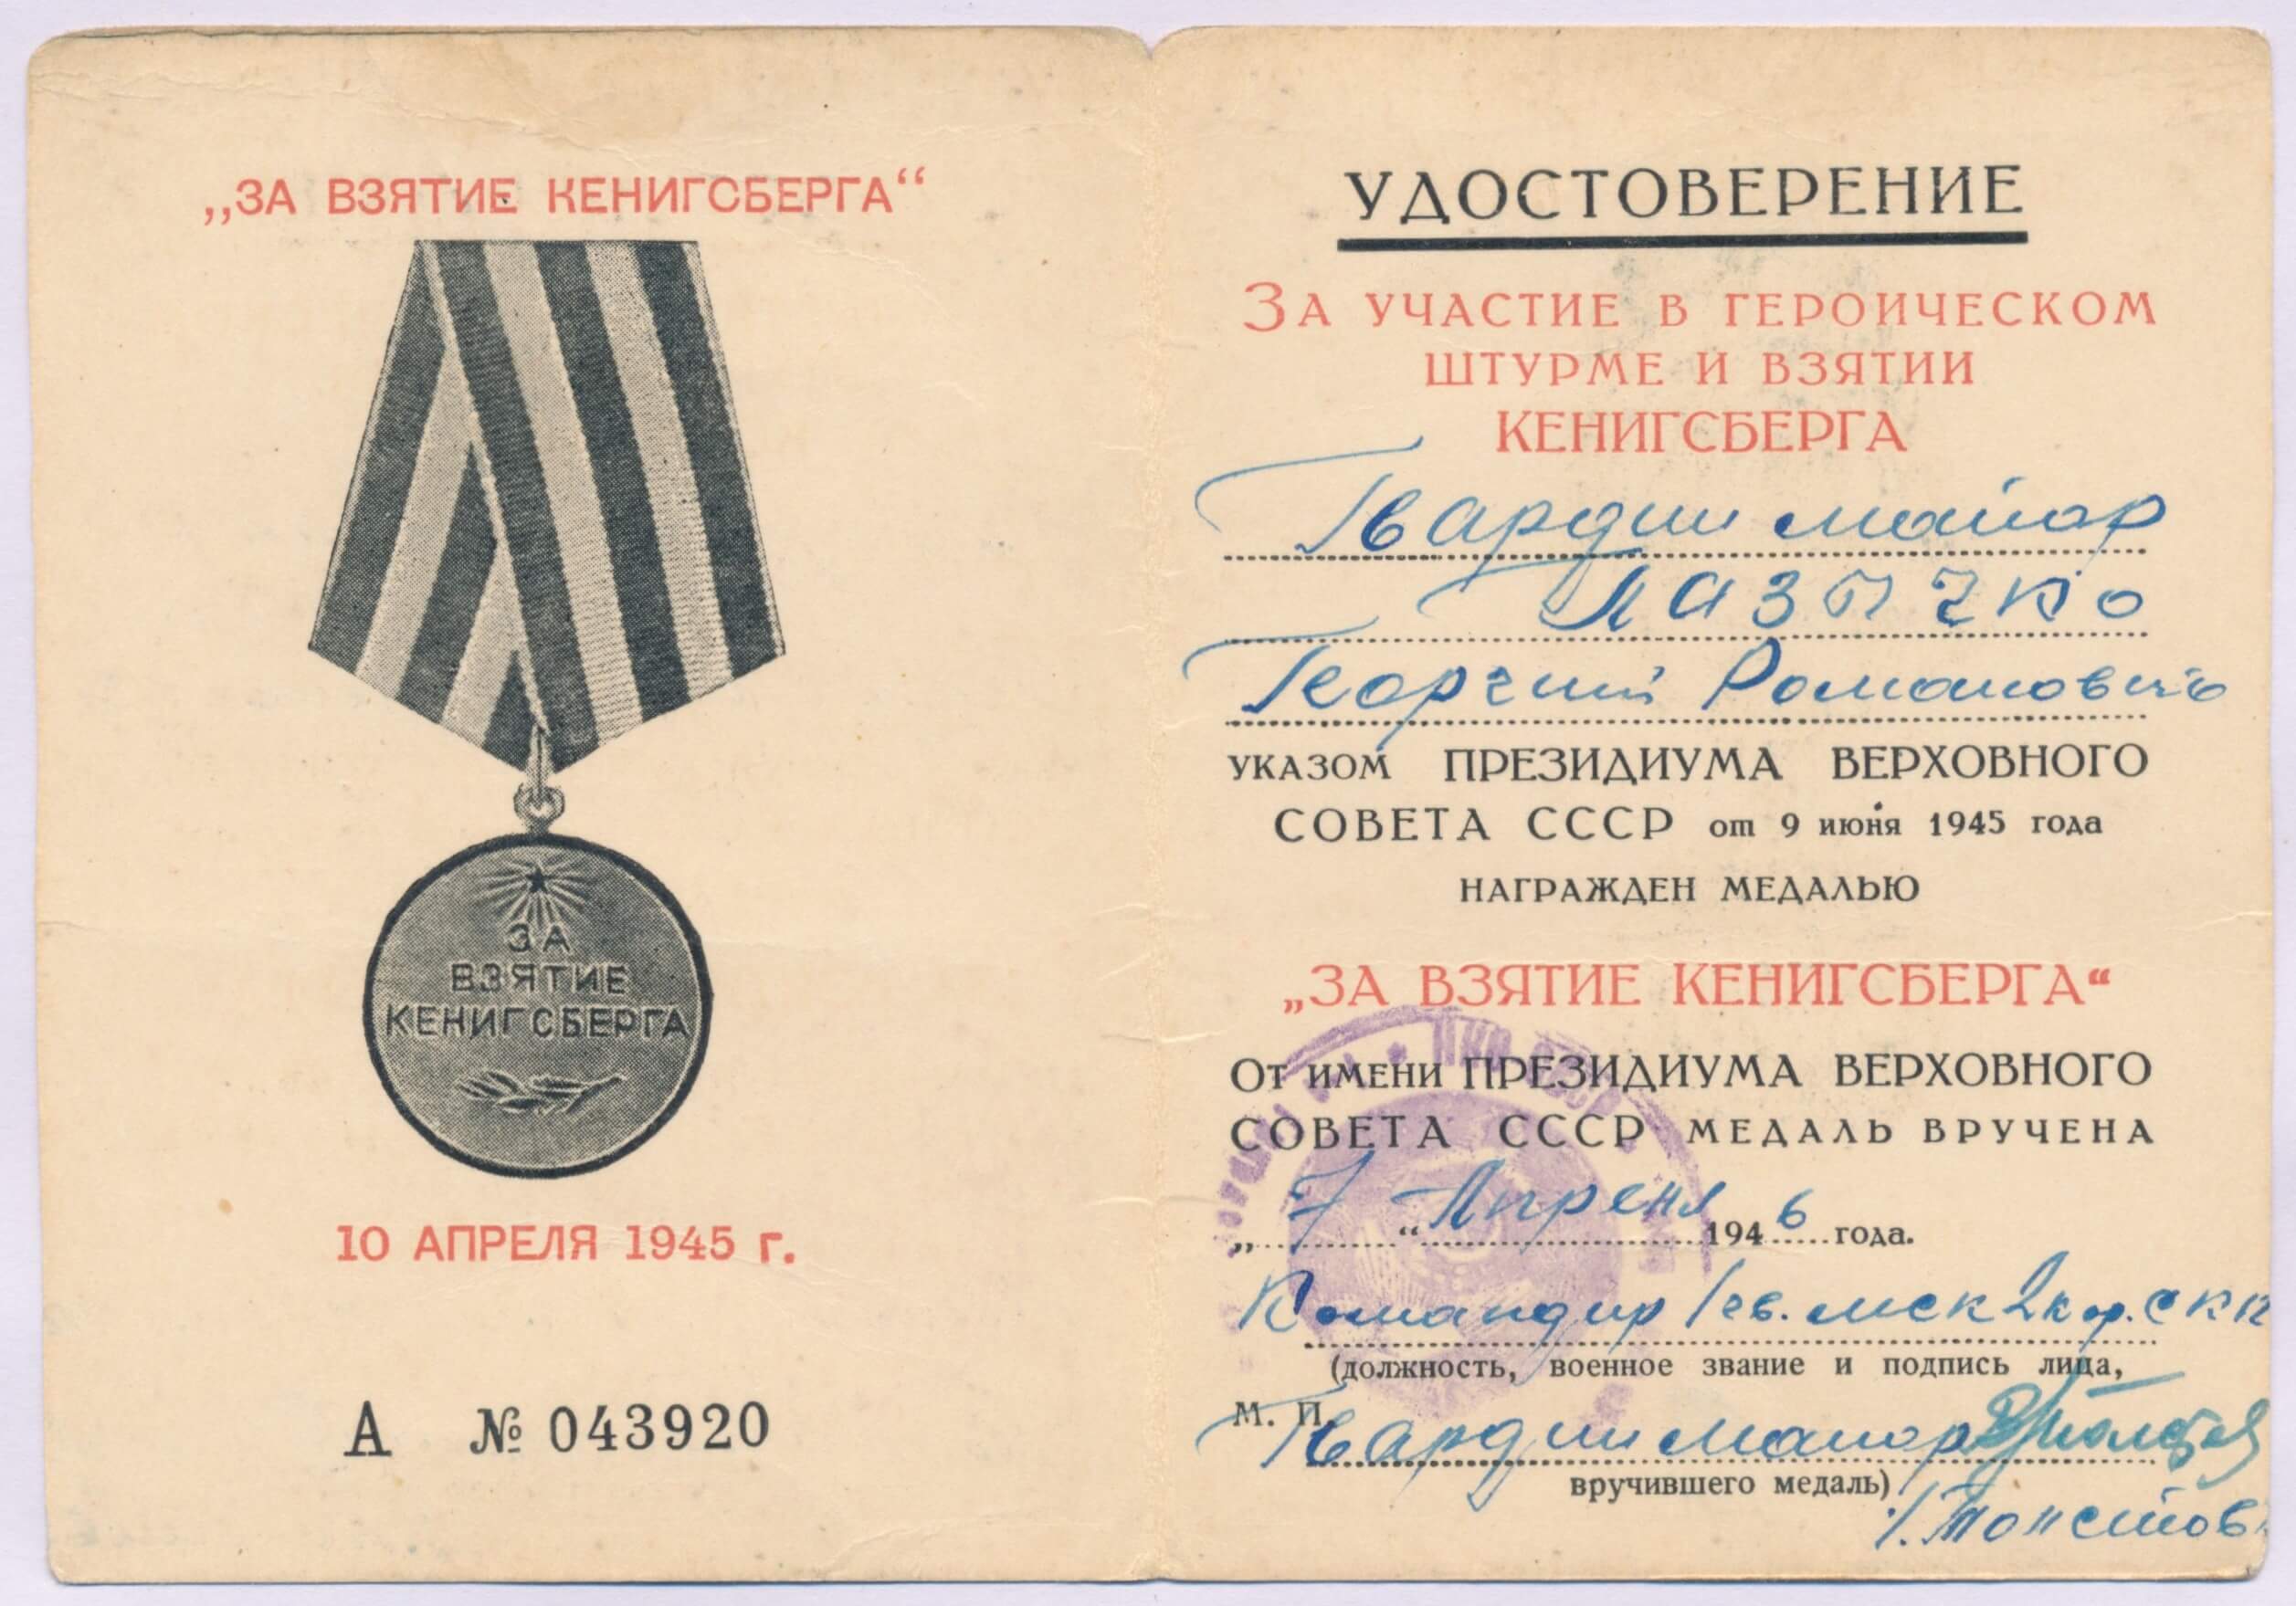 „ЗА ВЗЯТИЕ КЕНИГСБЕРГА“
ЗА
ВЗЯТИЕ
КЕНИГСБЕРГА
10 АПРЕЛЯ 1945 г.
А № 043920
УДОСТОВЕРЕНИЕ
ЗА УЧАСТИЕ В ГЕРОИЧЕСКОМ
ШТУРМЕ И ВЗЯТИИ
КЕНИГСБЕРГА
Гвардии майор
Георгий Романович
УКАЗОМ ПРЕЗИДИУМА ВЕРХОВНОГО
СОВЕТА СССР от 9 июня 1945 года
НАГРАЖДЕН МЕДАЛЬЮ
„ЗА ВЗЯТИЕ КЕНИГСБЕРГА“
ОТ ИМЕНИ ПРЕЗИДИУМА ВЕРХОВНОГО
СОВЕТА СССР МЕДАЛЬ ВРУЧЕНА
„7“ Апреля 1946 года.
Командир
(должность, военное звание и подпись лица,
М. П.
Гвардии майор
вручившего медаль)